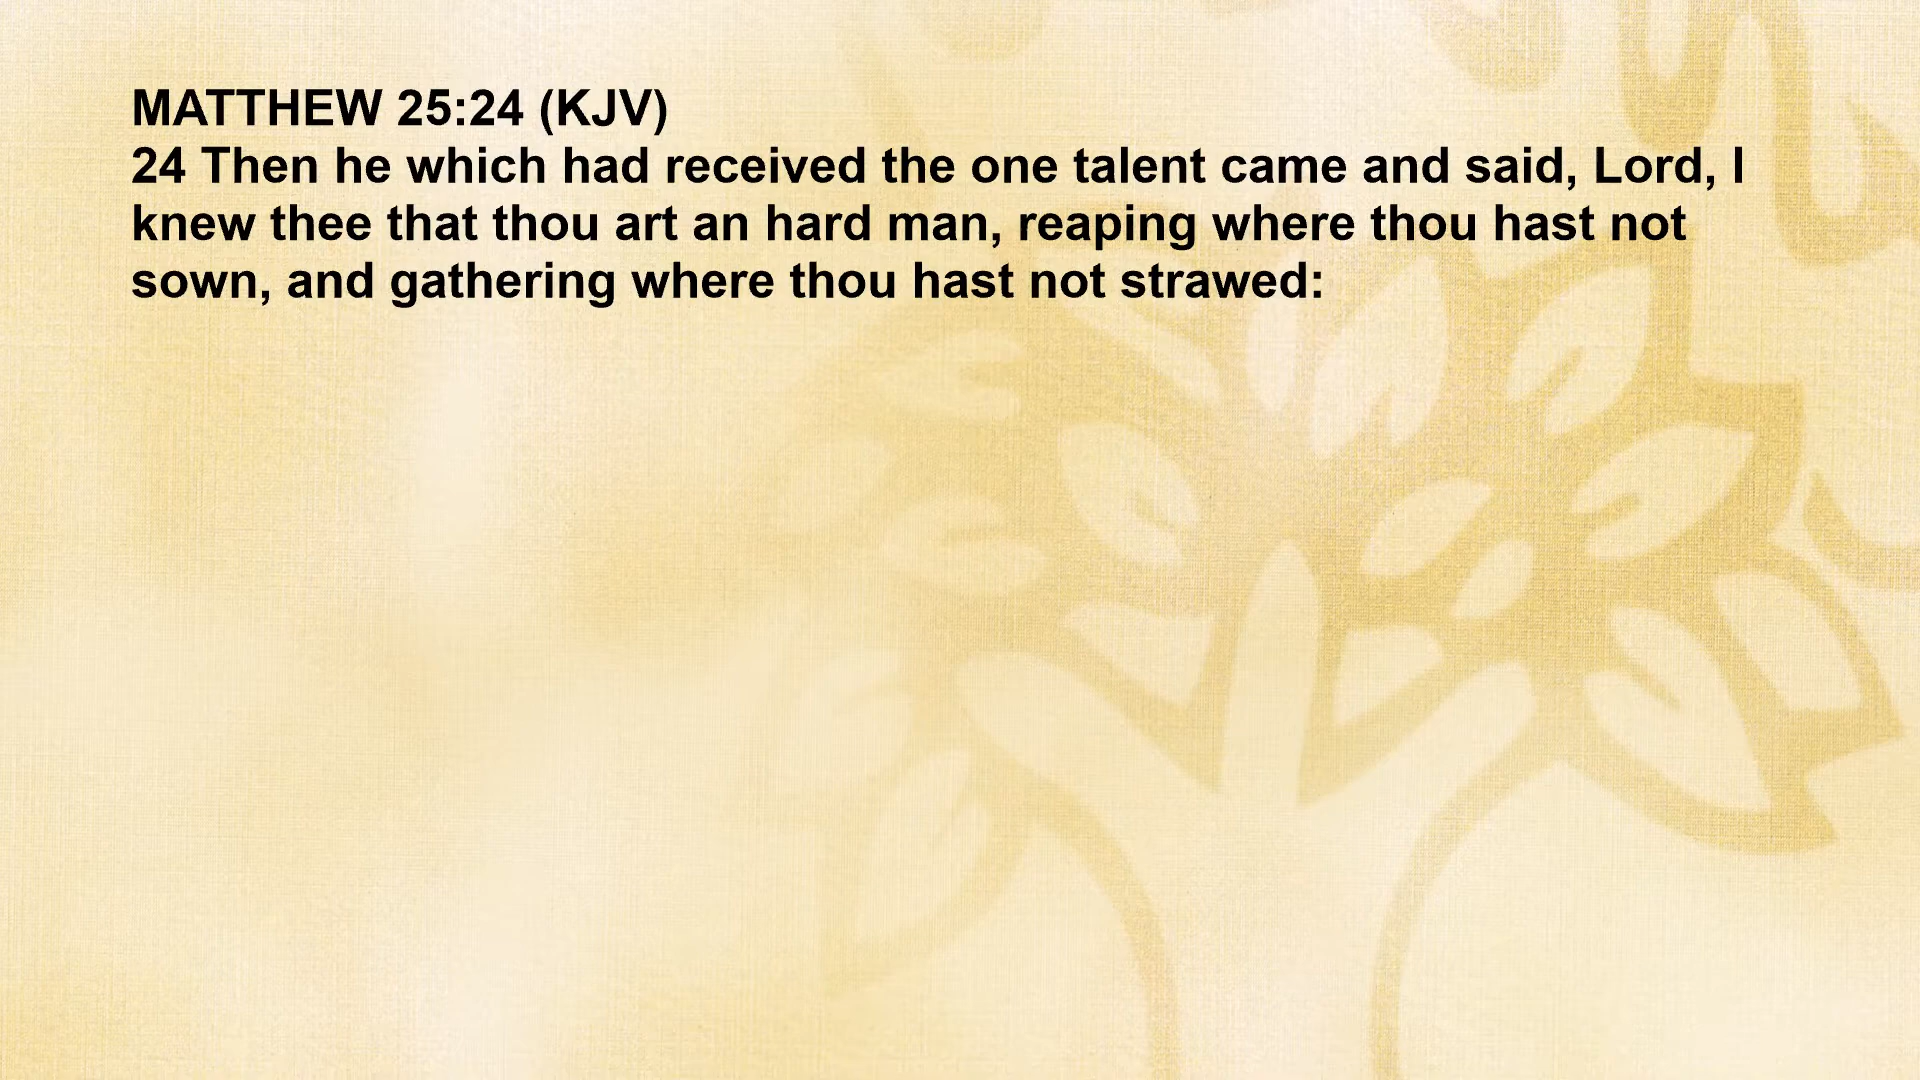 MATTHEW 25:24 (KJV)
24 Then he which had received the one talent came and said, Lord, I
knew thee that thou art an hard man, reaping where thou hast not
sown, and gathering where thou hast not strawed: